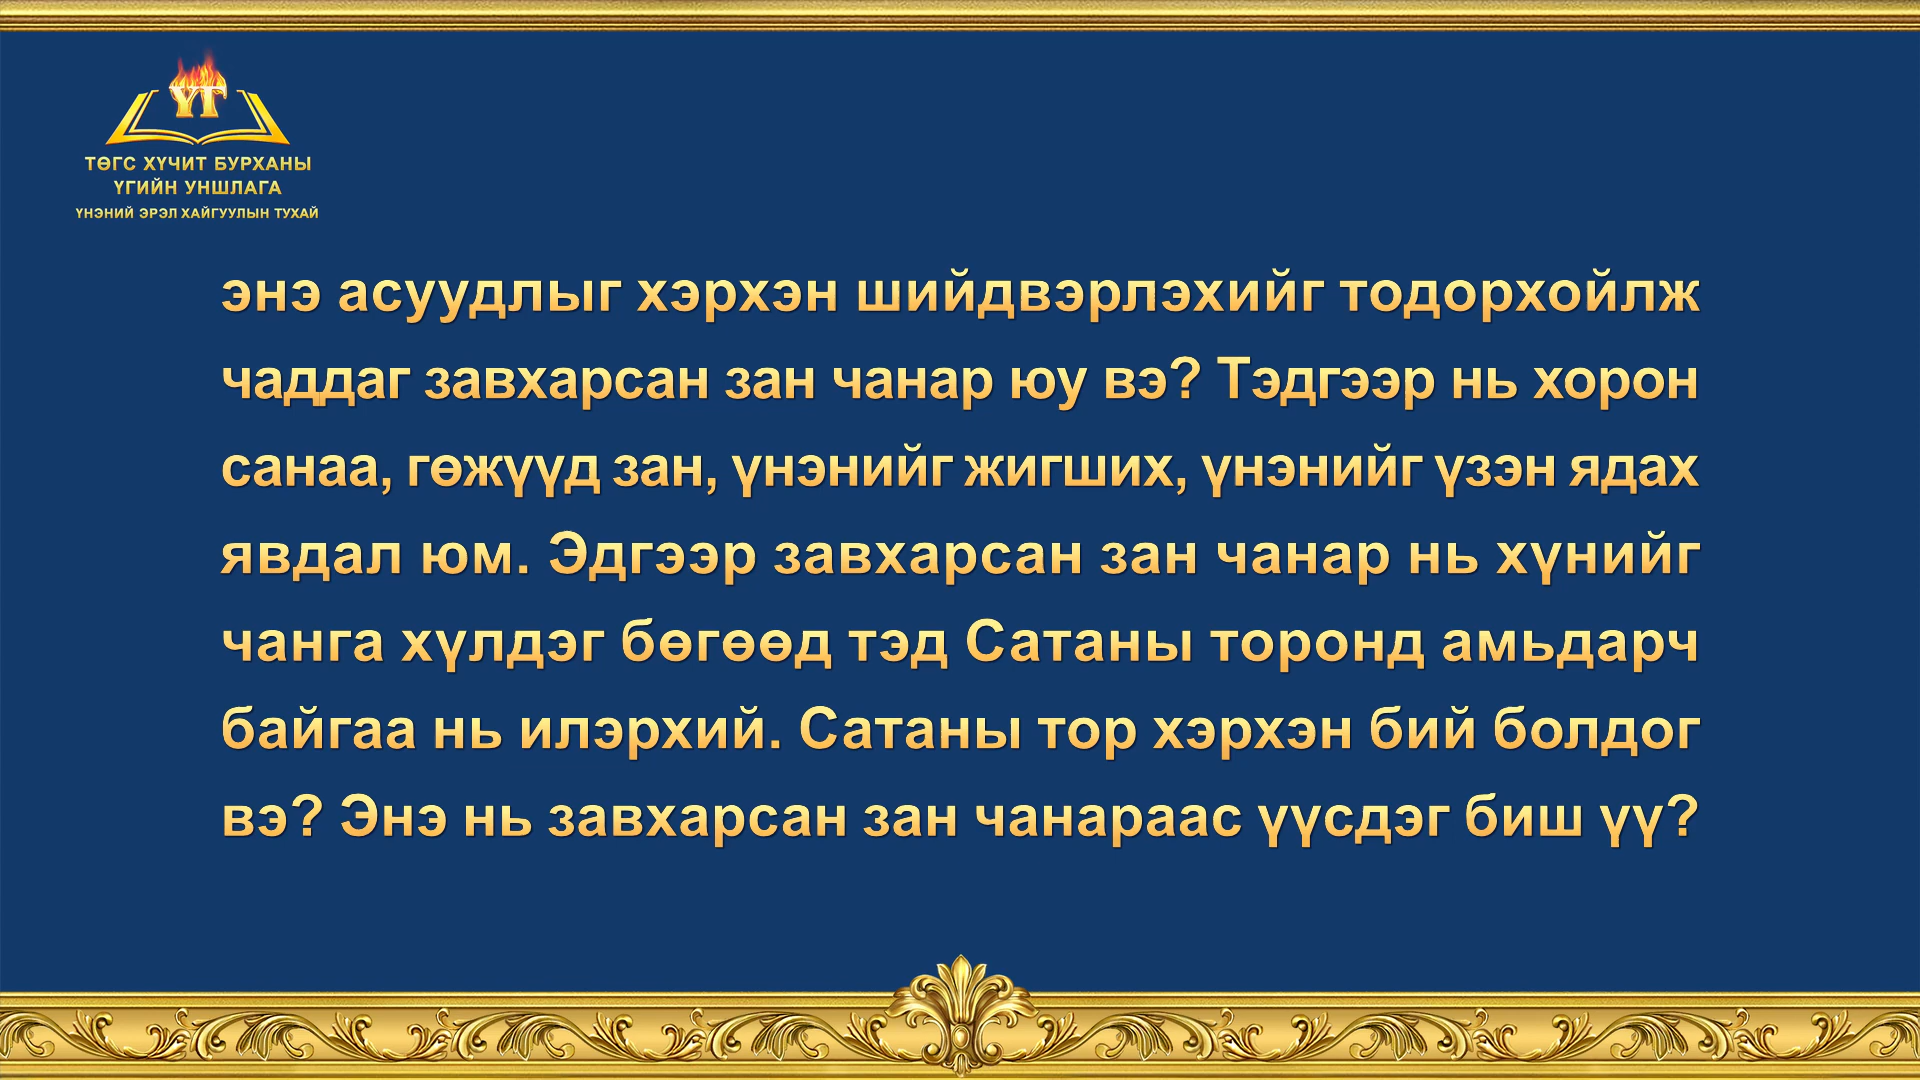 ҮГ
ТӨГС ХҮЧИТ БУРХАНЫ
ҮГИЙН УНШЛАГА
ҮНЭНИЙ ЭРЭЛ ХАЙГУУЛЫН ТУХАЙ
энэ асуудлыг хэрхэн шийдвэрлэхийг тодорхойлж
чаддаг завхарсан зан чанар юу вэ? Тэдгээр нь хорон
санаа, гөжүүд зан, үнэнийг жигших, үнэнийг үзэн ядах
явдал юм. Эдгээр завхарсан зан чанар нь хүнийг
чанга хүлдэг бөгөөд тэд Сатаны торонд амьдарч
байгаа нь илэрхий. Сатаны тор хэрхэн бий болдог
вэ? Энэ нь завхарсан зан чанараас үүсдэг биш үү?